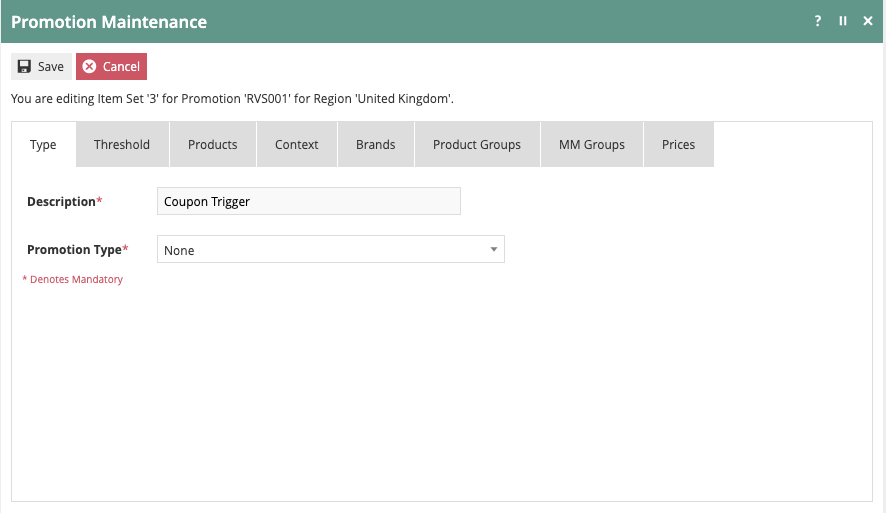 Promotion Maintenance
?
Save Cancel
You are editing Item Set '3' for Promotion 'RVS001' for Region 'United Kingdom'.
Type Threshold Products Context Brands Product Groups MM Groups Prices
Description* Coupon Trigger
Promotion Type* None
* Denotes Mandatory